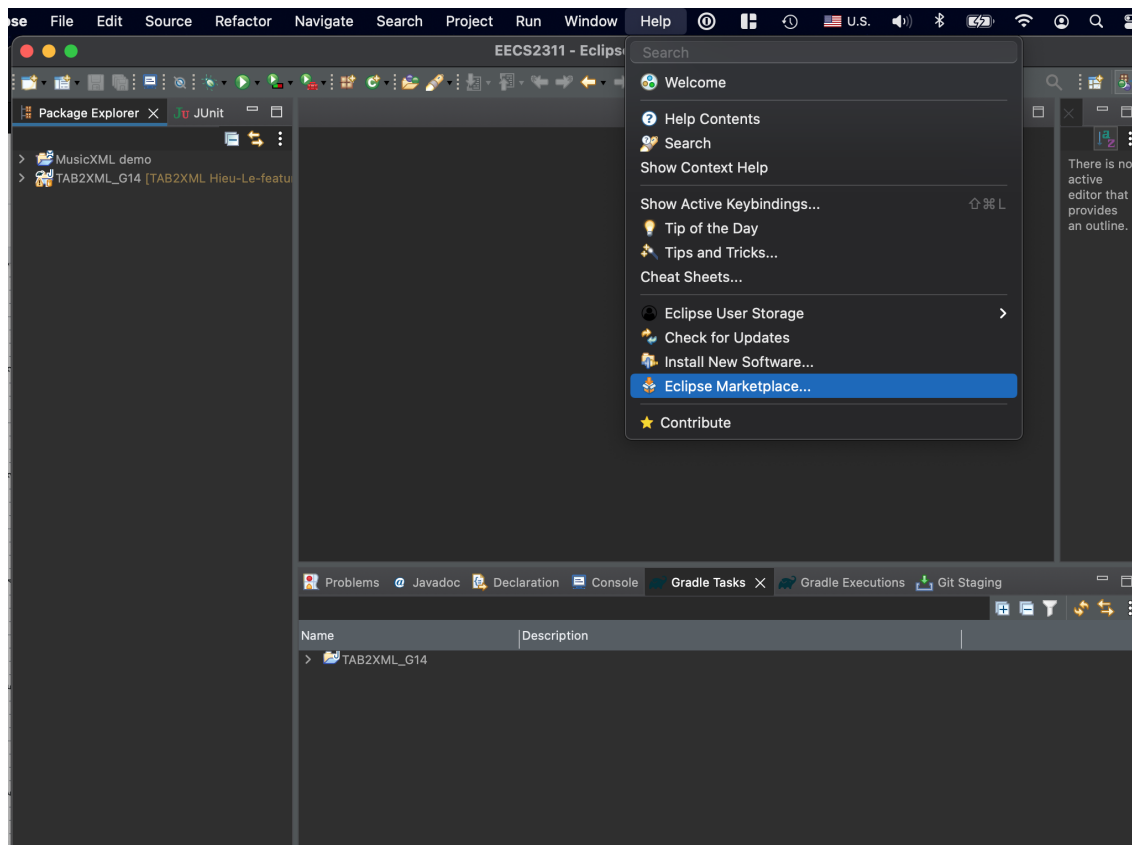 ose File Edit Source Refactor Navigate Search Project Run Window Help U.S.
EECS2311 - Eclips
Search
Welcome
Help Contents
Search
Show Context Help
Show Active Keybindings... ⇧⌘L
Tip of the Day
Tips and Tricks...
Cheat Sheets...
Eclipse User Storage
Check for Updates
Install New Software...
Eclipse Marketplace...
Contribute
Package Explorer JUnit
MusicXML demo
TAB2XML_G14 [TAB2XML Hieu-Le-featu
There is no
active
editor that
provides
an outline.
Problems Javadoc Declaration Console Gradle Tasks Gradle Executions Git Staging
Name Description
TAB2XML_G14